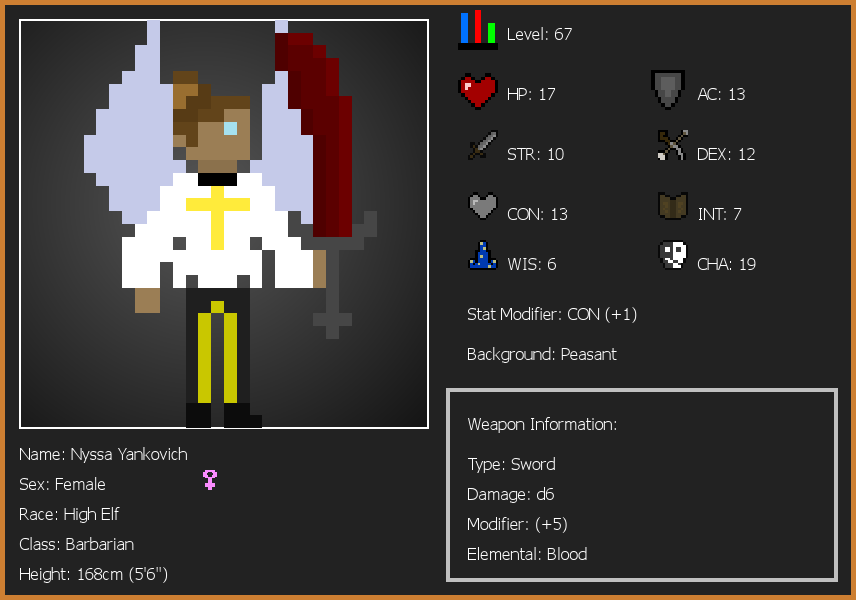 Level: 67
HP: 17
AC: 13
STR: 10
DEX: 12
CON: 13
INT: 7
WIS: 6
CHA: 19
Stat Modifier: CON (+1)
Background: Peasant
Weapon Information:
Type: Sword
Damage: d6
Modifier: (+5)
Elemental: Blood
Name: Nyssa Yankovich
Sex: Female
Race: High Elf
Class: Barbarian
Height: 168cm (5'6")